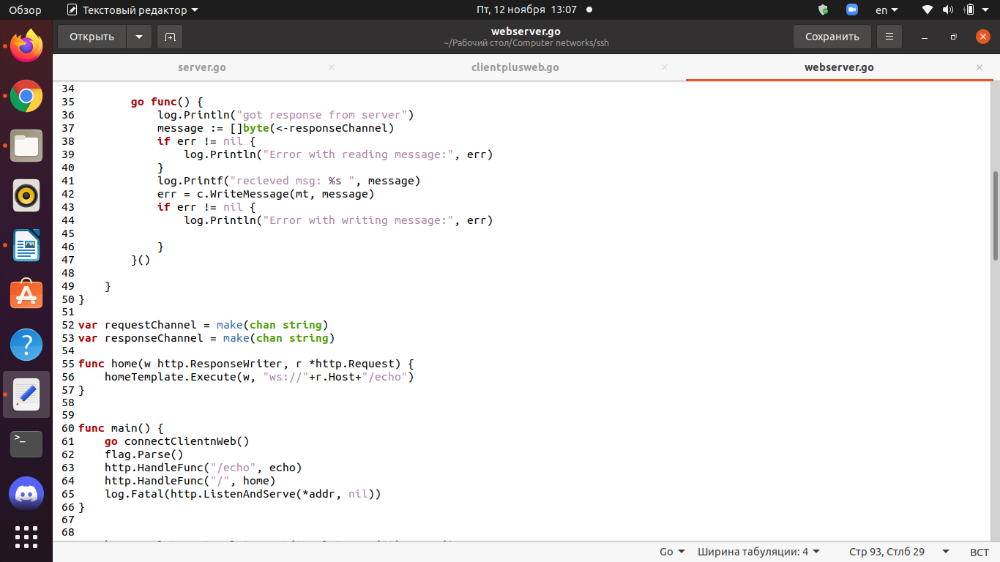 Обзор Текстовый редактор Пт, 12 ноября 13:07 en
Открыть webserver.go Сохранить
~/Рабочий стол/Computer networks/ssh
server.go × clientplusweb.go × webserver.go ×
34
35 go func() {
36 log.Println("got response from server")
37 message := []byte(<-responseChannel)
38 if err != nil {
39 log.Println("Error with reading message:", err)
40 }
41 log.Printf("recieved msg: %s ", message)
42 err = c.WriteMessage(mt, message)
43 if err != nil {
44 log.Println("Error with writing message:", err)
45
46 }
47 }()
48
49 }
50 }
51
52 var requestChannel = make(chan string)
53 var responseChannel = make(chan string)
54
55 func home(w http.ResponseWriter, r *http.Request) {
56 homeTemplate.Execute(w, "ws://"+r.Host+"/echo")
57 }
58
59
60 func main() {
61 go connectClientnWeb()
62 flag.Parse()
63 http.HandleFunc("/echo", echo)
64 http.HandleFunc("/", home)
65 log.Fatal(http.ListenAndServe(*addr, nil))
66 }
67
68
Go Ширина табуляции: 4 Стр 93, Стлб 29 ВСТ